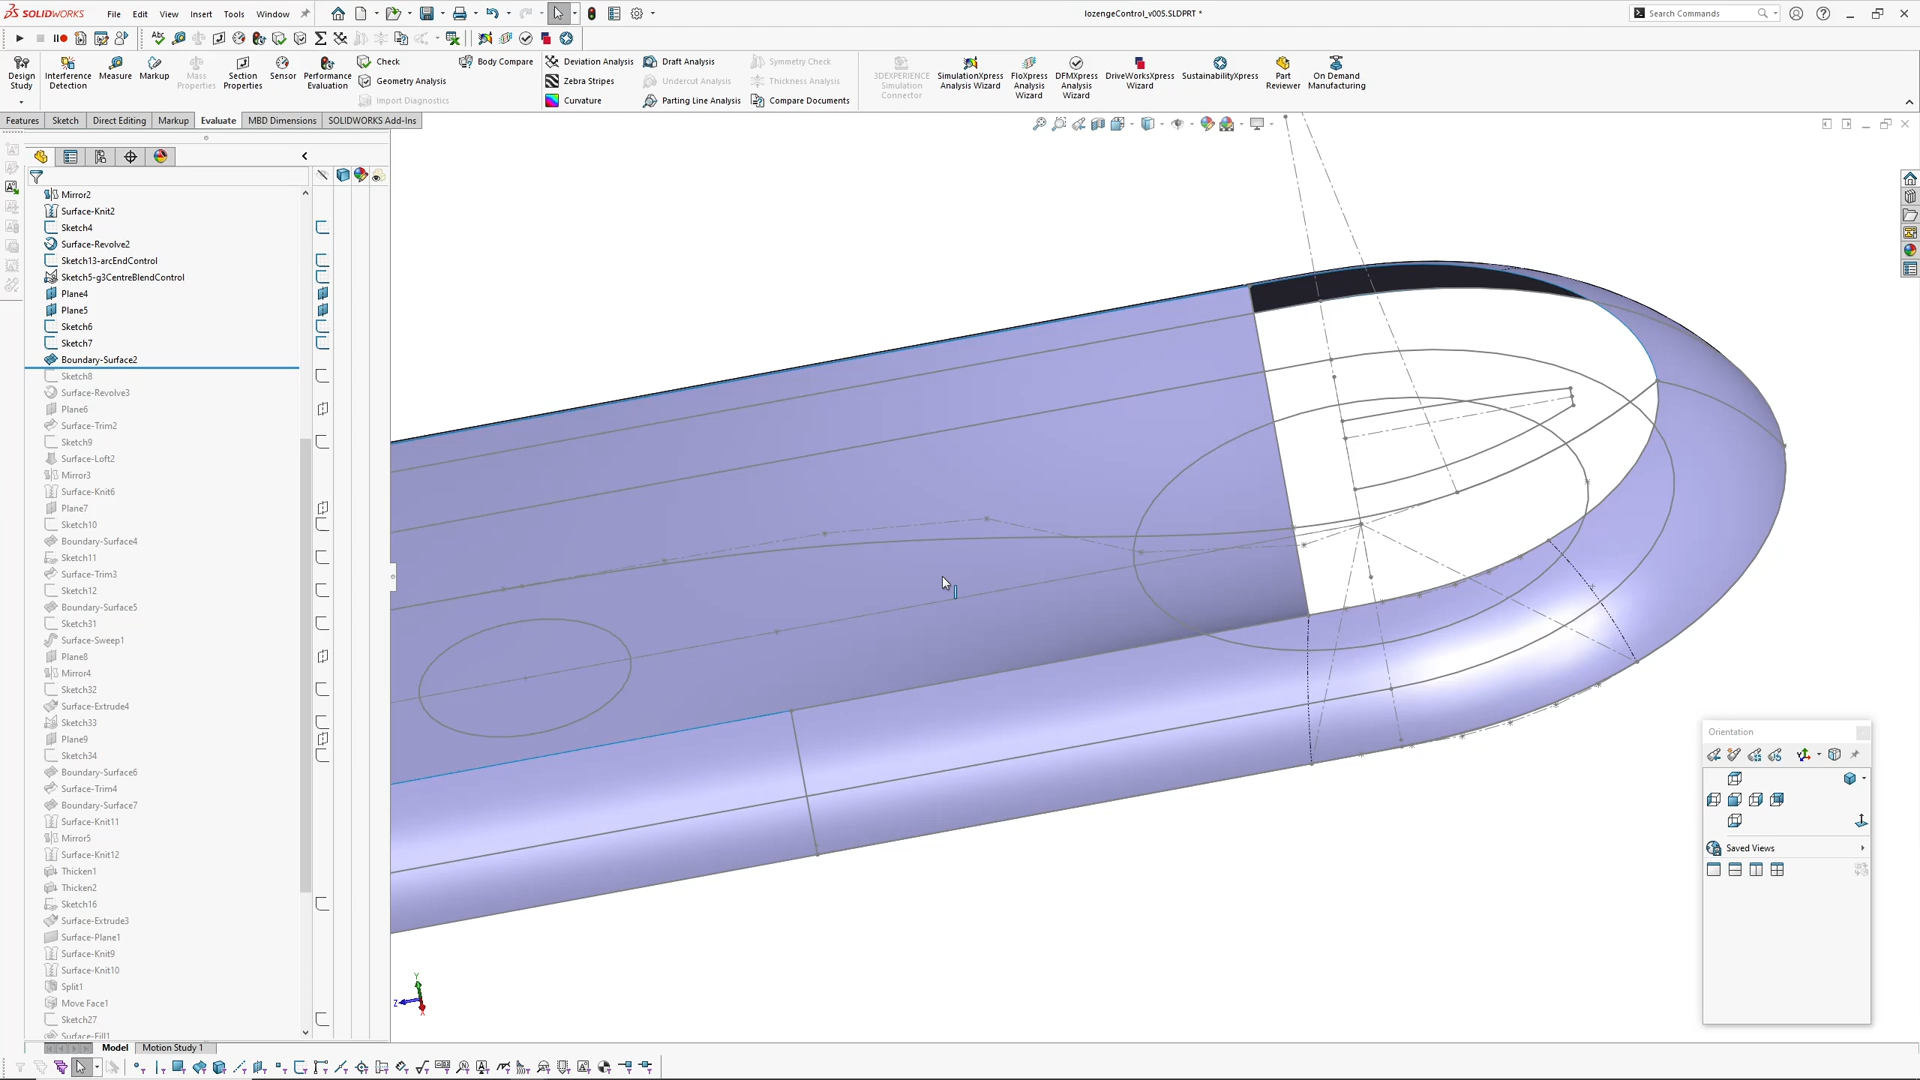 SOLIDWORKS File Edit View Insert Tools Window
lozengeControl_v005.SLDPRT *
Search Commands
Design Study
Interference Detection
Measure
Markup
Mass Properties
Section Properties
Sensor
Performance Evaluation
Check
Geometry Analysis
Import Diagnostics
Body Compare
Deviation Analysis
Zebra Stripes
Curvature
Draft Analysis
Undercut Analysis
Parting Line Analysis
Symmetry Check
Thickness Analysis
Compare Documents
3DEXPERIENCE Simulation Connector
SimulationXpress Analysis Wizard
FloXpress Analysis Wizard
DFMXpress Analysis Wizard
DriveWorksXpress Wizard
SustainabilityXpress
Part Reviewer
On Demand Manufacturing
Features Sketch Direct Editing Markup Evaluate MBD Dimensions SOLIDWORKS Add-Ins
Mirror2
Surface-Knit2
Sketch4
Surface-Revolve2
Sketch13-arcEndControl
Sketch5-g3CentreBlendControl
Plane4
Plane5
Sketch6
Sketch7
Boundary-Surface2
Sketch8
Surface-Revolve3
Plane6
Surface-Trim2
Sketch9
Surface-Loft2
Mirror3
Surface-Knit6
Plane7
Sketch10
Boundary-Surface4
Sketch11
Surface-Trim3
Sketch12
Boundary-Surface5
Sketch31
Surface-Sweep1
Plane8
Mirror4
Sketch32
Surface-Extrude4
Sketch33
Plane9
Sketch34
Boundary-Surface6
Surface-Trim4
Boundary-Surface7
Surface-Knit11
Mirror5
Surface-Knit12
Thicken1
Thicken2
Sketch16
Surface-Extrude3
Surface-Plane1
Surface-Knit9
Surface-Knit10
Split1
Move Face1
Sketch27
Surface-Fill1
Orientation
Saved Views
Y
Z
X
Model Motion Study 1